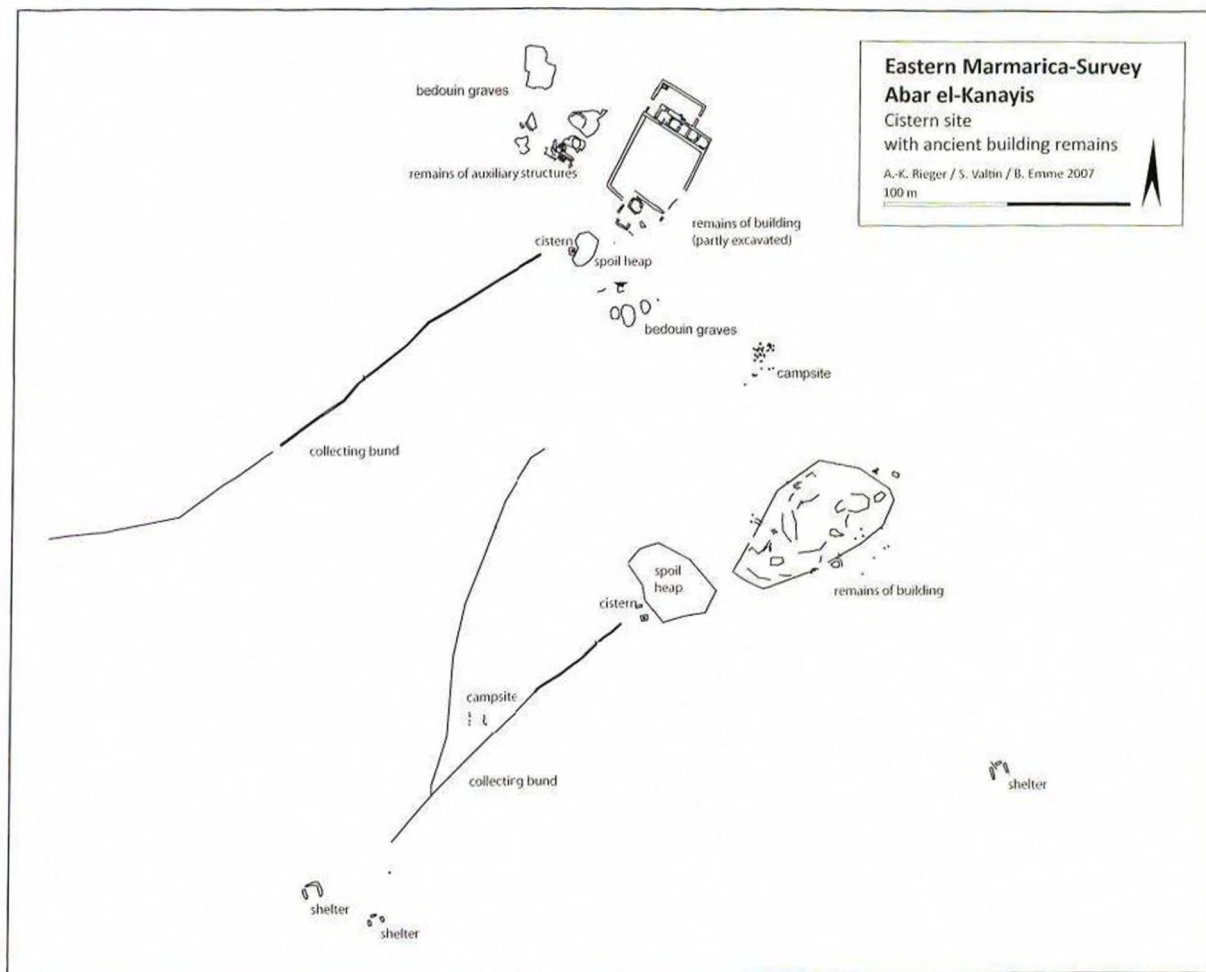 Eastern Marmarica-Survey
Abar el-Kanayis
Cistern site
with ancient building remains
A.-K. Rieger / S. Valtin / B. Emme 2007
100 m
bedouin graves
remains of auxiliary structures
remains of building
(partly excavated)
cistern
spoil heap
bedouin graves
campsite
collecting bund
spoil
heap
cistern
remains of building
campsite
collecting bund
shelter
shelter
shelter